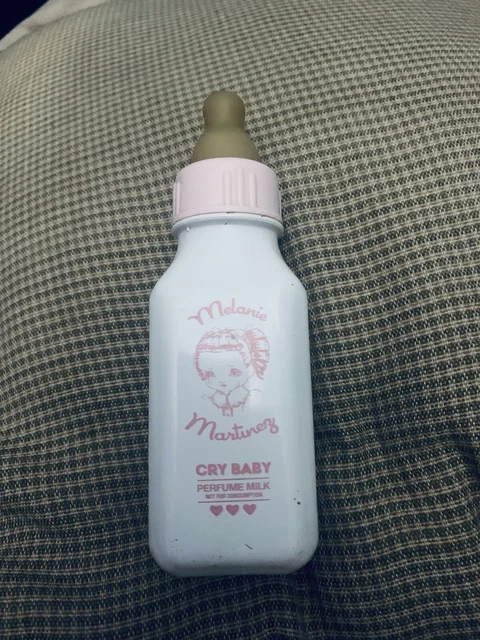 Melanie
Martinez
CRY BABY
PERFUME MILK
NOT FOR CONSUMPTION